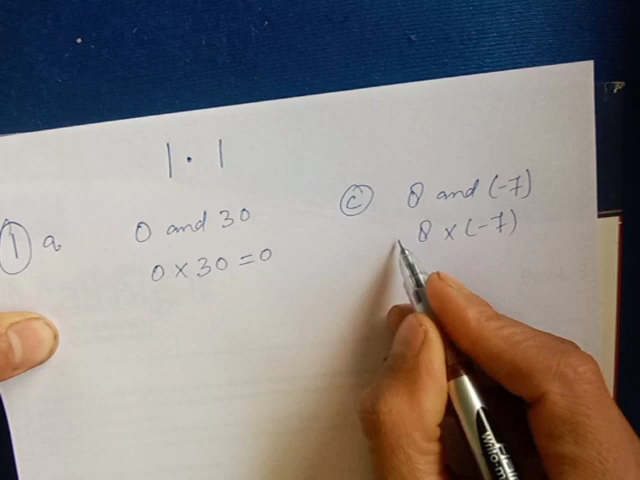 1.1
① a 0 and 30
0 × 30 = 0
ⓒ 8 and (-7)
8 × (-7)